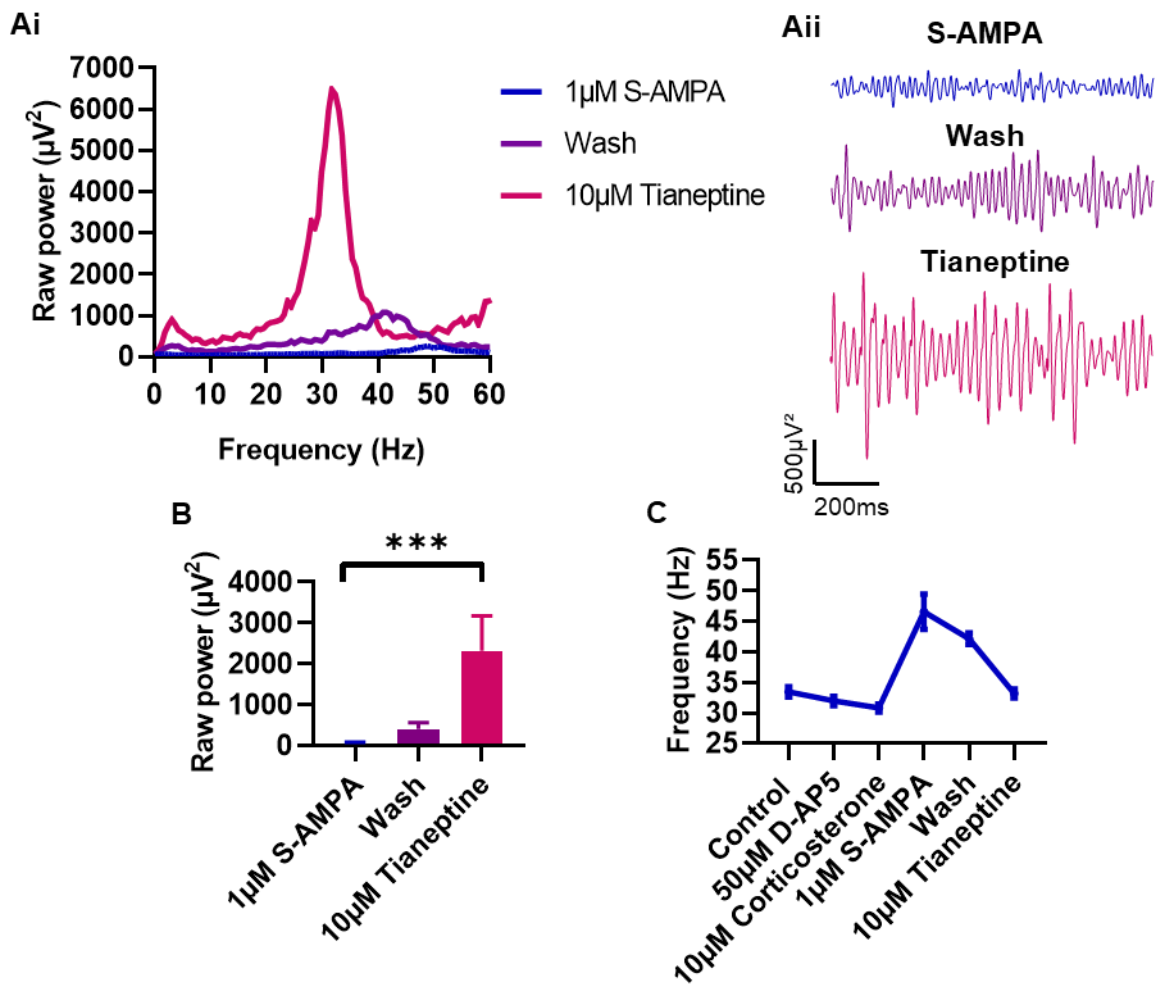 Ai
Raw power (µV²)
7000
6000
5000
4000
3000
2000
1000
0
0 10 20 30 40 50 60
Frequency (Hz)
1µM S-AMPA
Wash
10µM Tianeptine
Aii
S-AMPA
Wash
Tianeptine
500µV²
200ms
B
***
Raw power (µV²)
4000
3000
2000
1000
0
1µM S-AMPA
Wash
10µM Tianeptine
C
Frequency (Hz)
55
50
45
40
35
30
25
Control
50µM D-AP5
10µM Corticosterone
1µM S-AMPA
Wash
10µM Tianeptine